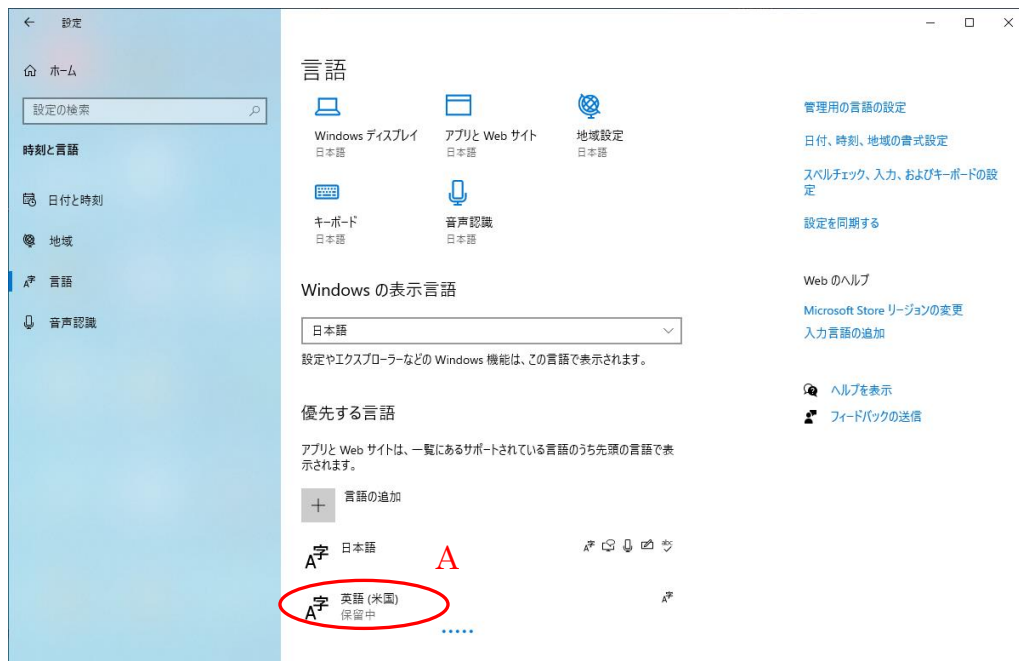 設定
ホーム
設定の検索
時刻と言語
日付と時刻
地域
言語
音声認識
言語
Windows ディスプレイ
日本語
アプリと Web サイト
日本語
地域設定
日本語
キーボード
日本語
音声認識
日本語
Windows の表示言語
日本語
設定やエクスプローラーなどの Windows 機能は、この言語で表示されます。
優先する言語
アプリと Web サイトは、一覧にあるサポートされている言語のうち先頭の言語で表
示されます。
言語の追加
日本語
A
英語 (米国)
保留中
管理用の言語の設定
日付、時刻、地域の書式設定
スペルチェック、入力、およびキーボードの設
定
設定を同期する
Web のヘルプ
Microsoft Store リージョンの変更
入力言語の追加
ヘルプを表示
フィードバックの送信